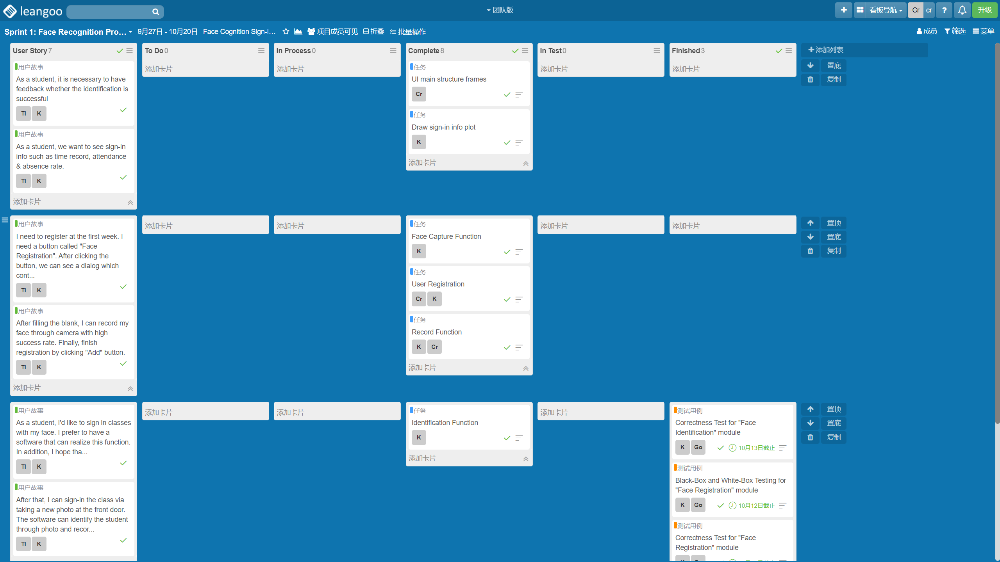 leangoo
团队版
看板导航
Cr
cr
?
升级
Sprint 1: Face Recognition Pro...
9月27日 - 10月20日
Face Cognition Sign-I...
项目成员可见
折叠
批量操作
成员
筛选
菜单
User Story 7
To Do 0
In Process 0
Complete 8
In Test 0
Finished 3
添加列表
用户故事
As a student, it is necessary to have
feedback whether the identification is
successful
TI K
用户故事
As a student, we want to see sign-in
info such as time record, attendance
& absence rate.
TI K
添加卡片
添加卡片
添加卡片
任务
UI main structure frames
Cr
任务
Draw sign-in info plot
K
添加卡片
添加卡片
添加卡片
置底
复制
用户故事
I need to register at the first week. I
need a button called "Face
Registration". After clicking the
button, we can see a dialog which
cont...
TI K
用户故事
After filling the blank, I can record my
face through camera with high
success rate. Finally, finish
registration by clicking "Add" button.
TI K
添加卡片
添加卡片
添加卡片
任务
Face Capture Function
K
任务
User Registration
Cr K
任务
Record Function
K Cr
添加卡片
添加卡片
添加卡片
置顶
置底
复制
用户故事
As a student, I'd like to sign in classes
with my face. I prefer to have a
software that can realize this function.
In addition, I hope tha...
TI K
用户故事
After that, I can sign-in the class via
taking a new photo at the front door.
The software can identify the student
through photo and recor...
TI K
添加卡片
添加卡片
任务
Identification Function
K
添加卡片
添加卡片
测试用例
Correctness Test for "Face
Identification" module
K Go 10月13日截止
测试用例
Black-Box and White-Box Testing for
"Face Registration" module
K Go 10月12日截止
测试用例
Correctness Test for "Face
Registration" module
置顶
置底
复制